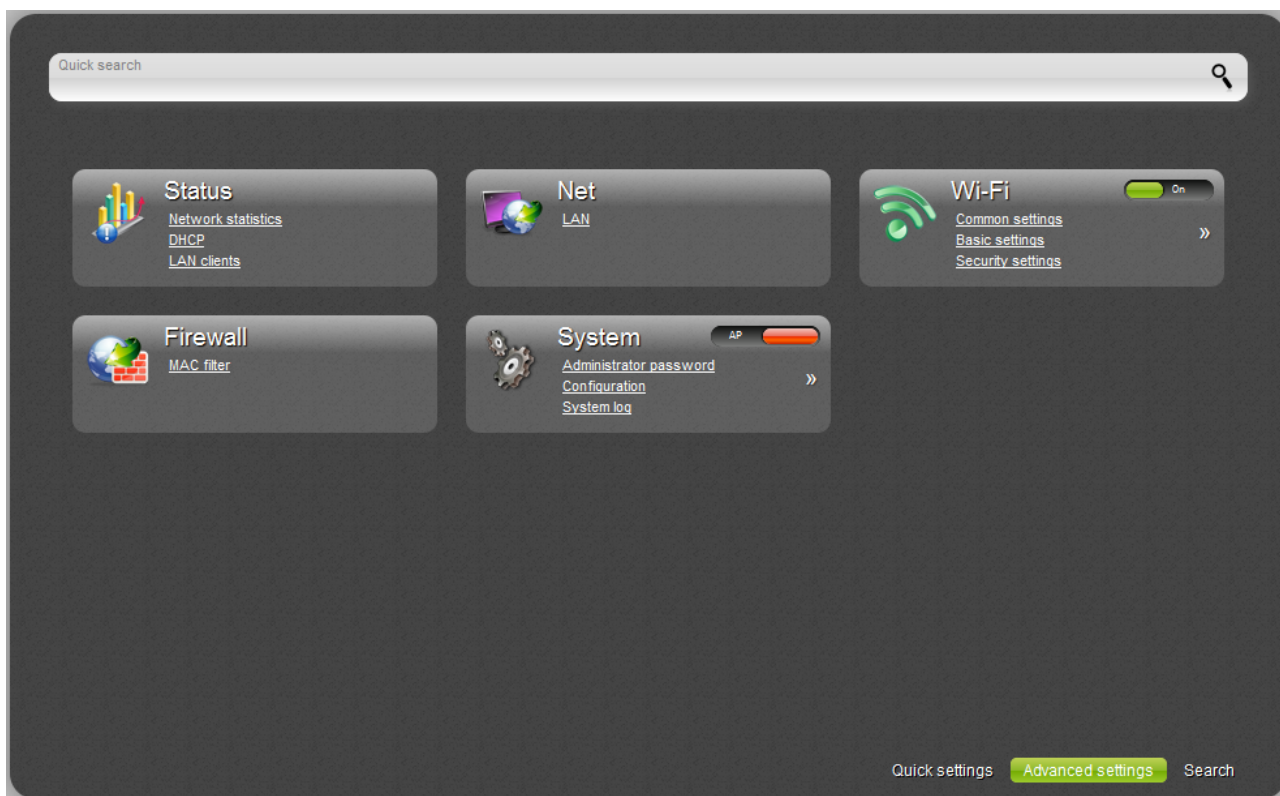 Quick search
Status
Network statistics
DHCP
LAN clients
Net
LAN
Wi-Fi
On
Common settings
Basic settings
Security settings
»
Firewall
MAC filter
System
AP
Administrator password
Configuration
System log
»
Quick settings
Advanced settings
Search